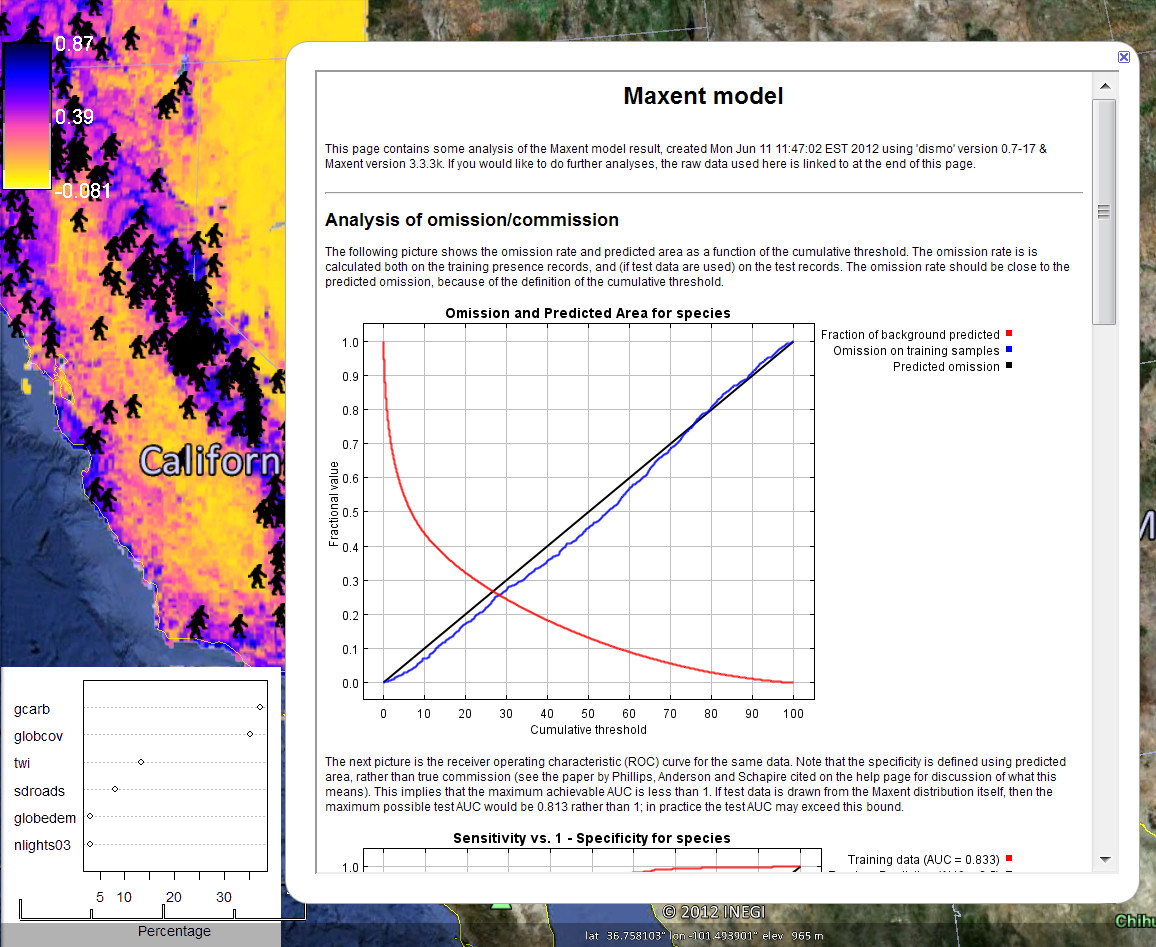 0.87
0.39
-0.081
Californ
Maxent model
This page contains some analysis of the Maxent model result, created Mon Jun 11 11:47:02 EST 2012 using 'dismo' version 0.7-17 &
Maxent version 3.3.3k. If you would like to do further analyses, the raw data used here is linked to at the end of this page.
Analysis of omission/commission
The following picture shows the omission rate and predicted area as a function of the cumulative threshold. The omission rate is is
calculated both on the training presence records, and (if test data are used) on the test records. The omission rate should be close to the
predicted omission, because of the definition of the cumulative threshold.
Omission and Predicted Area for species
Fraction of background predicted
Omission on training samples
Predicted omission
1.0
0.9
0.8
0.7
0.6
0.5
0.4
0.3
0.2
0.1
0.0
Fractional value
0 10 20 30 40 50 60 70 80 90 100
Cumulative threshold
The next picture is the receiver operating characteristic (ROC) curve for the same data. Note that the specificity is defined using predicted
area, rather than true commission (see the paper by Phillips, Anderson and Schapire cited on the help page for discussion of what this
means). This implies that the maximum achievable AUC is less than 1. If test data is drawn from the Maxent distribution itself, then the
maximum possible test AUC would be 0.813 rather than 1; in practice the test AUC may exceed this bound.
Sensitivity vs. 1 - Specificity for species
1.0
Training data (AUC = 0.833)
gcarb
globcov
twi
sdroads
globedem
nlights03
5 10 20 30
Percentage
M
© 2012 INEGI
Chihu
lat 36.758103° lon -101.493901° elev 965 m